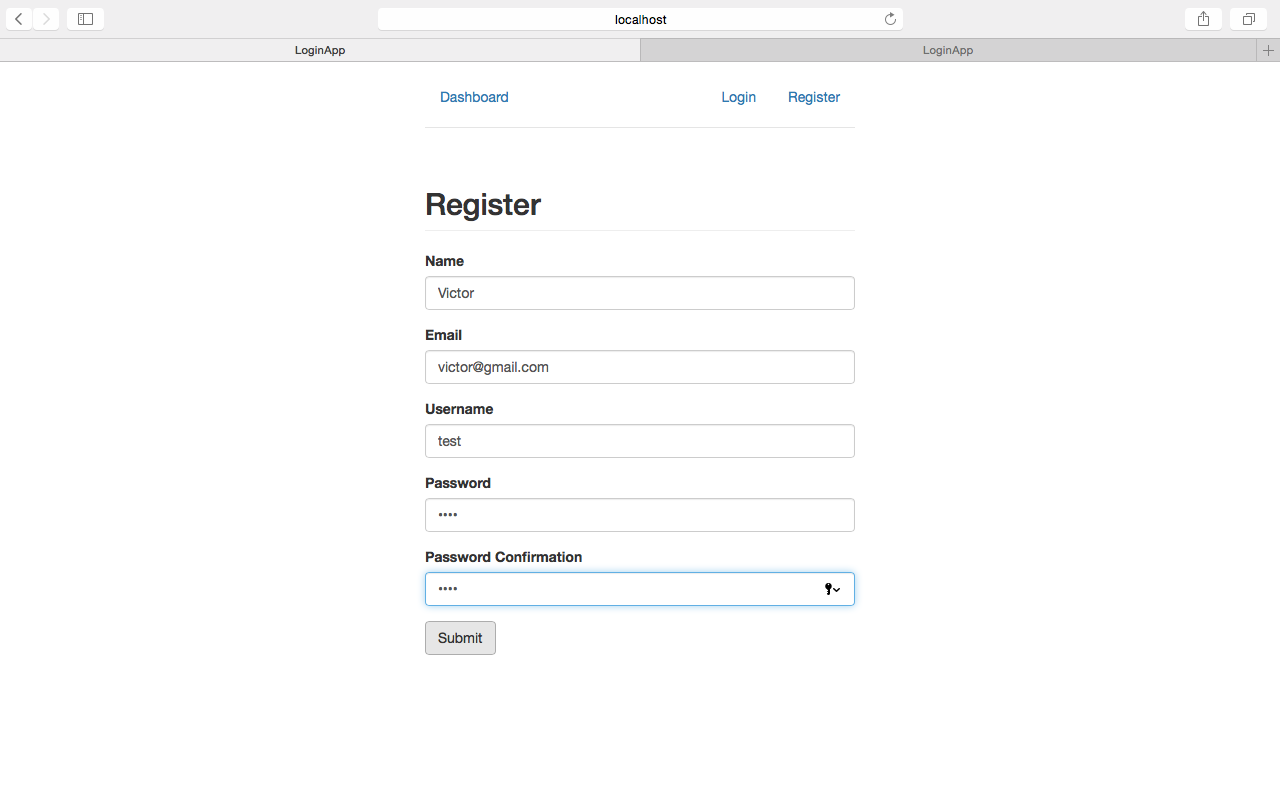 localhost
LoginApp LoginApp
Dashboard Login Register
Register
Name
Victor
Email
victor@gmail.com
Username
test
Password
••••
Password Confirmation
••••
Submit